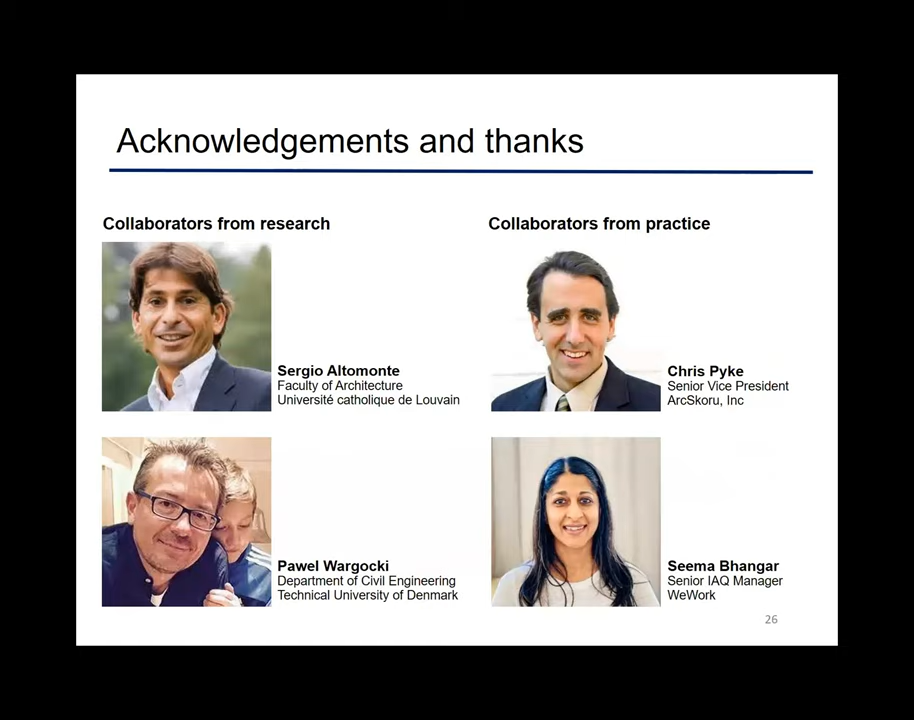 Acknowledgements and thanks
Collaborators from research
Sergio Altomonte
Faculty of Architecture
Université catholique de Louvain
Pawel Wargocki
Department of Civil Engineering
Technical University of Denmark
Collaborators from practice
Chris Pyke
Senior Vice President
ArcSkoru, Inc
Seema Bhangar
Senior IAQ Manager
WeWork
26